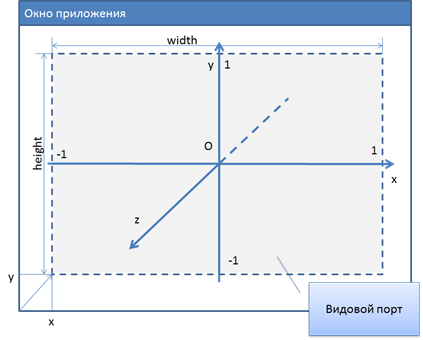 Окно приложения
width
y
1
height
O
-1
1
x
z
-1
y
Видовой порт
x